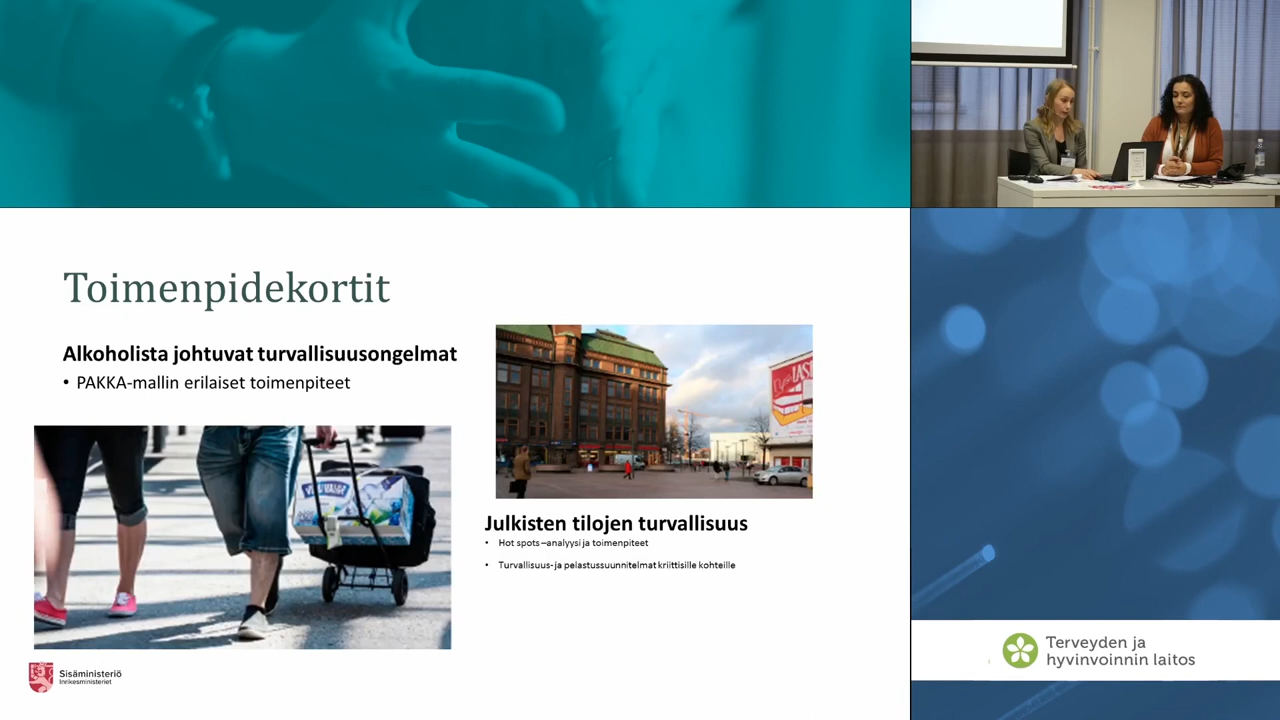 Toimenpidekortit
Alkoholista johtuvat turvallisuusongelmat
• PAKKA-mallin erilaiset toimenpiteet
Julkisten tilojen turvallisuus
• Hot spots –analyysi ja toimenpiteet
• Turvallisuus- ja pelastussuunnitelmat kriittisille kohteille
Sisäministeriö
Inrikesministeriet
Terveyden ja
hyvinvoinnin laitos